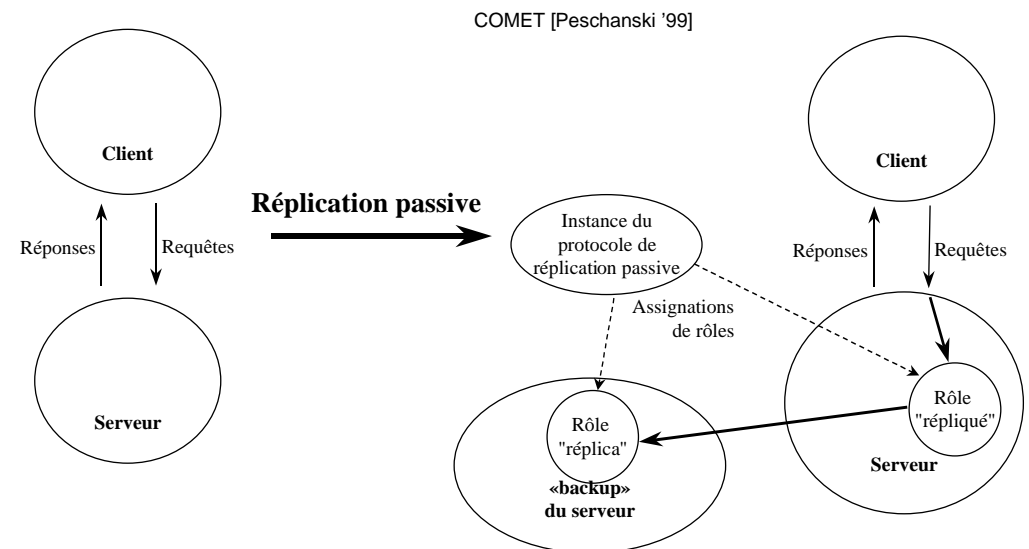 COMET [Peschanski '99]
Client
Réponses
Requêtes
Serveur
Réplication passive
Instance du
protocole de
réplication passive
Assignations
de rôles
Client
Réponses
Requêtes
Rôle
"répliqué"
Serveur
Rôle
"réplica"
«backup»
du serveur